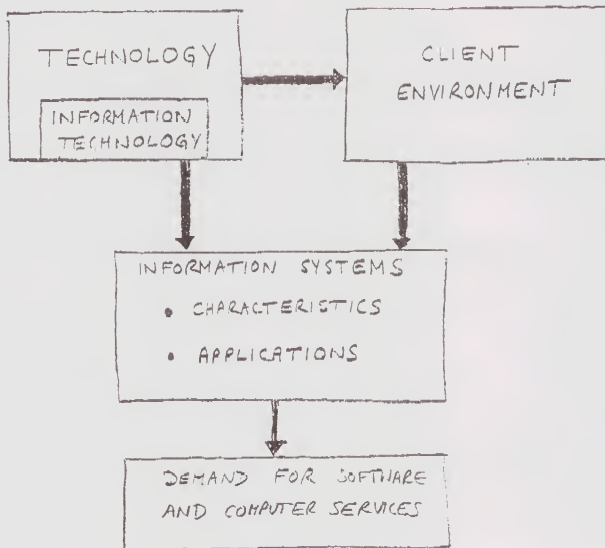 TECHNOLOGY
INFORMATION
TECHNOLOGY
CLIENT
ENVIRONMENT
INFORMATION SYSTEMS
• CHARACTERISTICS
• APPLICATIONS
DEMAND FOR SOFTWARE
AND COMPUTER SERVICES